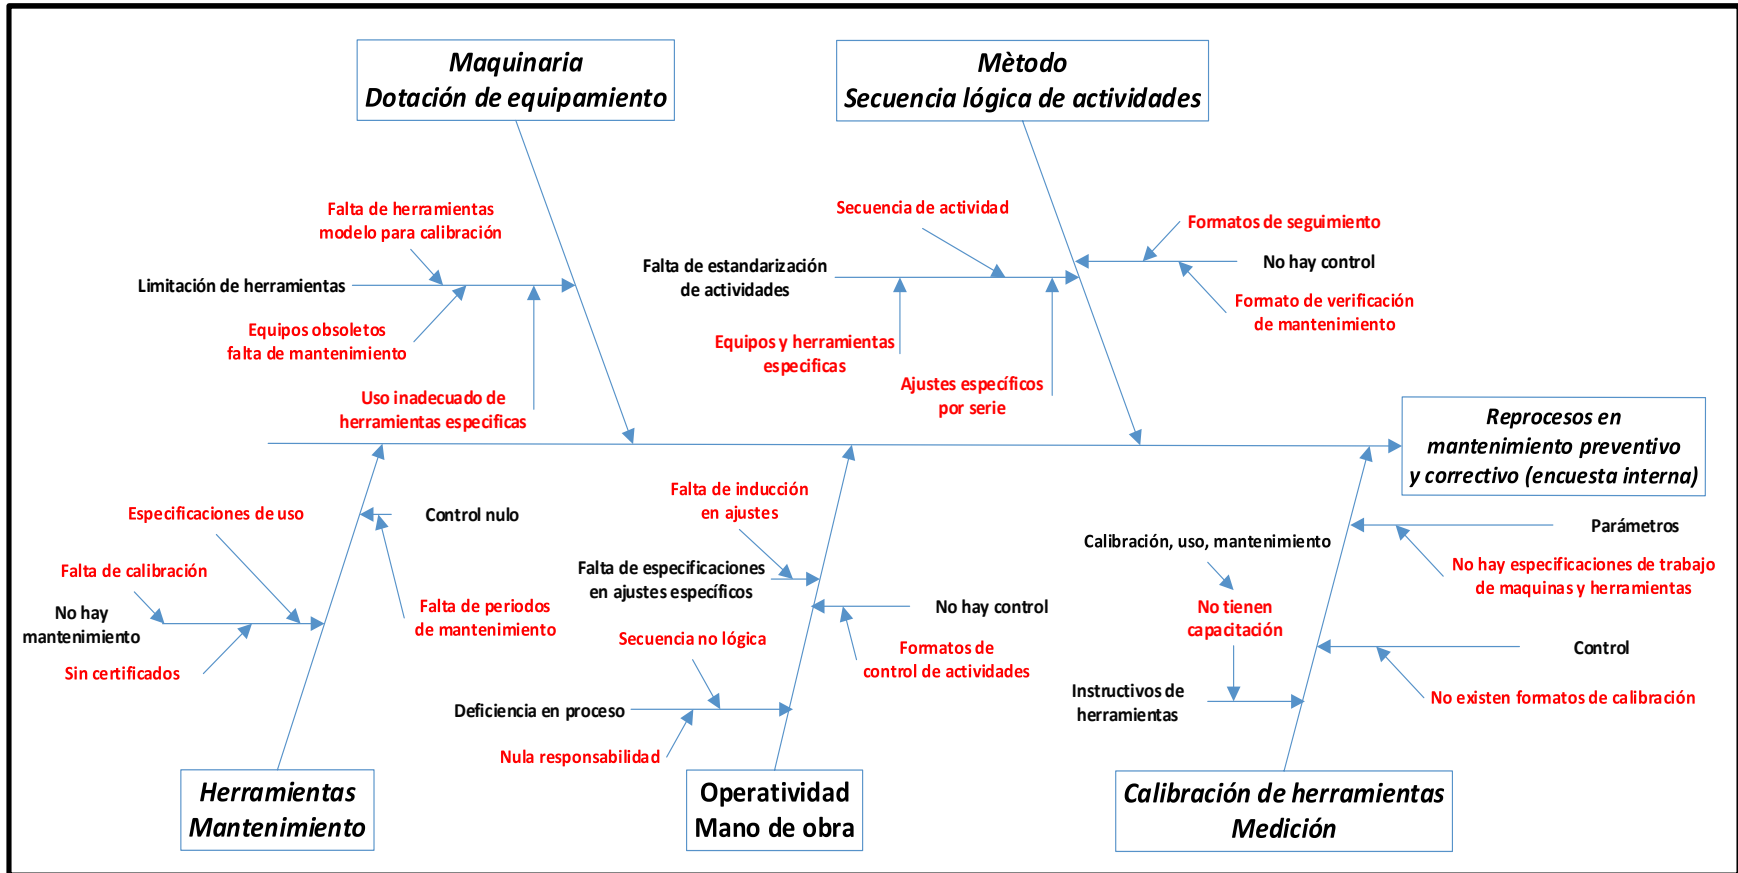 Maquinaria
Dotación de equipamiento
Mètodo
Secuencia lógica de actividades
Falta de herramientas
modelo para calibración
Limitación de herramientas
Equipos obsoletos
falta de mantenimiento
Uso inadecuado de
herramientas especificas
Secuencia de actividad
Falta de estandarización
de actividades
Equipos y herramientas
especificas
Ajustes específicos
por serie
Formatos de seguimiento
No hay control
Formato de verificación
de mantenimiento
Reprocesos en
mantenimiento preventivo
y correctivo (encuesta interna)
Especificaciones de uso
Control nulo
Falta de calibración
No hay
mantenimiento
Sin certificados
Falta de periodos
de mantenimiento
Falta de inducción
en ajustes
Falta de especificaciones
en ajustes específicos
No hay control
Secuencia no lógica
Formatos de
control de actividades
Deficiencia en proceso
Nula responsabilidad
Parámetros
Calibración, uso, mantenimiento
No hay especificaciones de trabajo
de maquinas y herramientas
No tienen
capacitación
Control
Instructivos de
herramientas
No existen formatos de calibración
Herramientas
Mantenimiento
Operatividad
Mano de obra
Calibración de herramientas
Medición